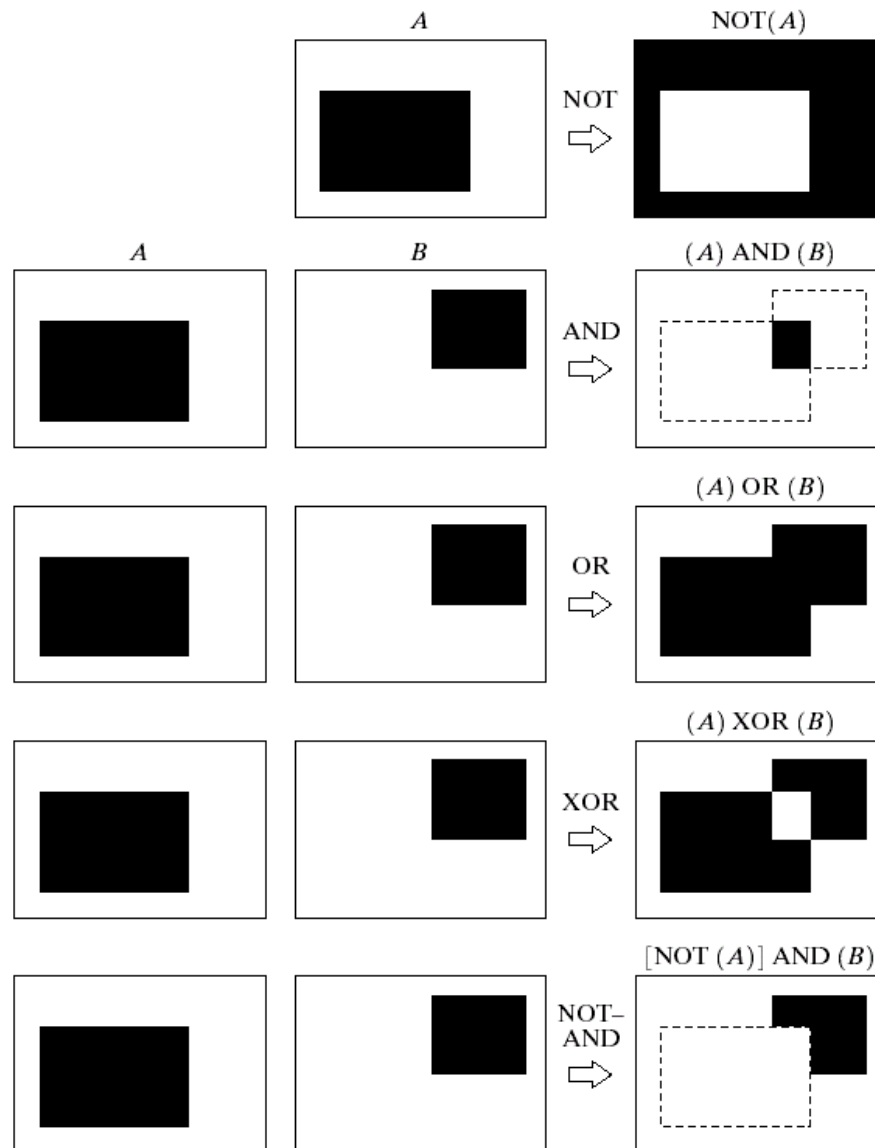 A
NOT(A)
NOT
A
B
(A) AND (B)
AND
(A) OR (B)
OR
(A) XOR (B)
XOR
[NOT (A)] AND (B)
NOT–
AND